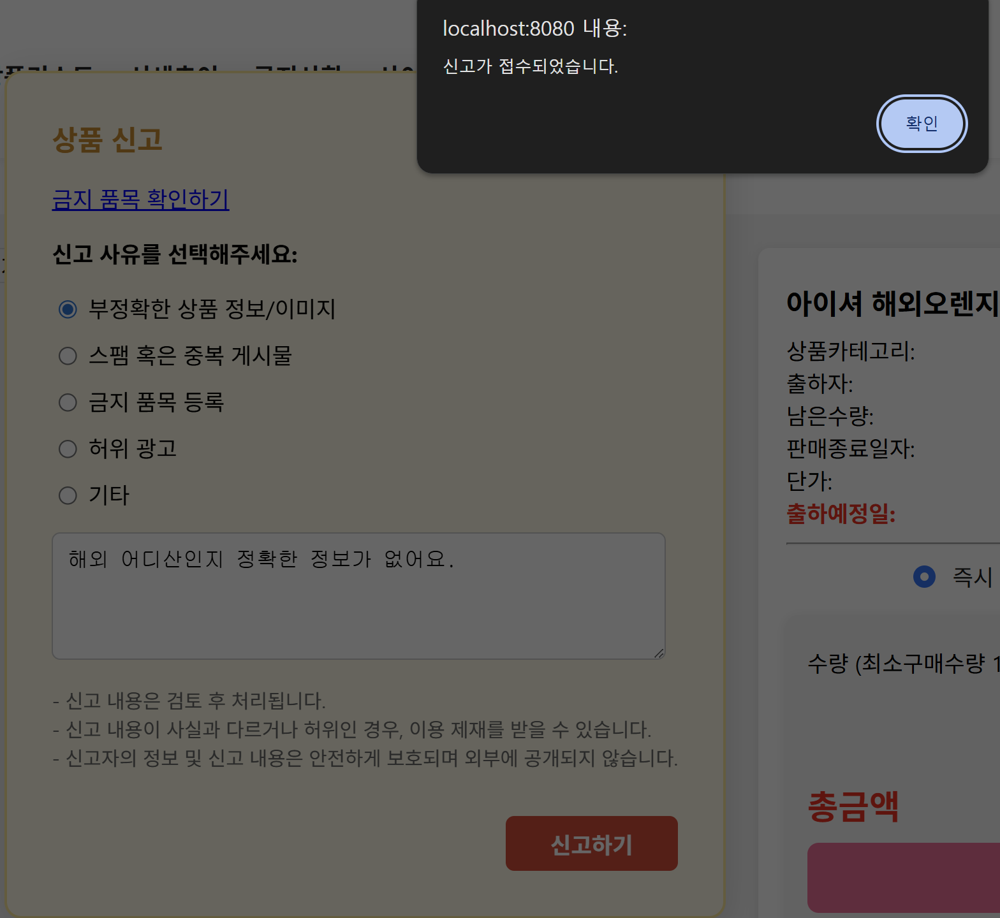 localhost:8080 내용:
신고가 접수되었습니다.
확인
상품 신고
금지 품목 확인하기
신고 사유를 선택해주세요:
부정확한 상품 정보/이미지
스팸 혹은 중복 게시물
금지 품목 등록
허위 광고
기타
해외 어디산인지 정확한 정보가 없어요.
- 신고 내용은 검토 후 처리됩니다.
- 신고 내용이 사실과 다르거나 허위인 경우, 이용 제재를 받을 수 있습니다.
- 신고자의 정보 및 신고 내용은 안전하게 보호되며 외부에 공개되지 않습니다.
신고하기
아이셔 해외오렌지
상품카테고리:
출하자:
남은수량:
판매종료일자:
단가:
출하예정일:
즉시
수량 (최소구매수량 1
총금액